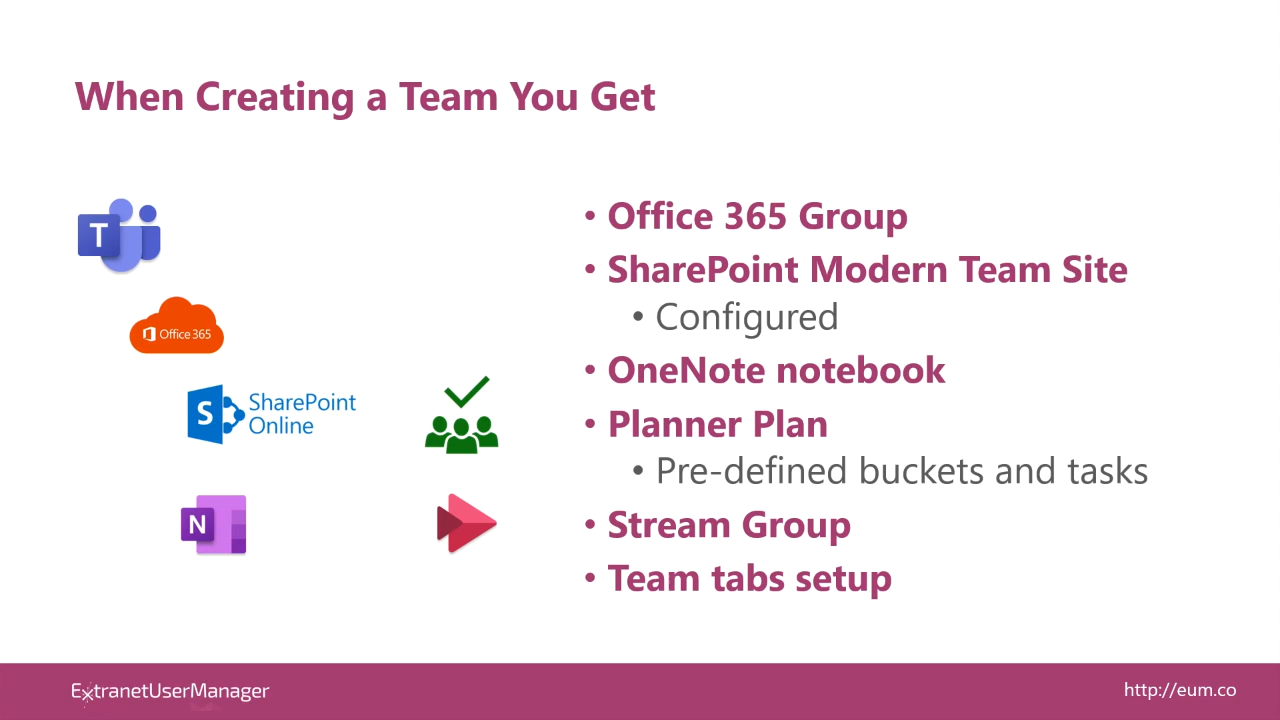 When Creating a Team You Get
T
Office 365
S
SharePoint
Online
N
• Office 365 Group
• SharePoint Modern Team Site
• Configured
• OneNote notebook
• Planner Plan
• Pre-defined buckets and tasks
• Stream Group
• Team tabs setup
ExtranetUserManager
http://eum.co